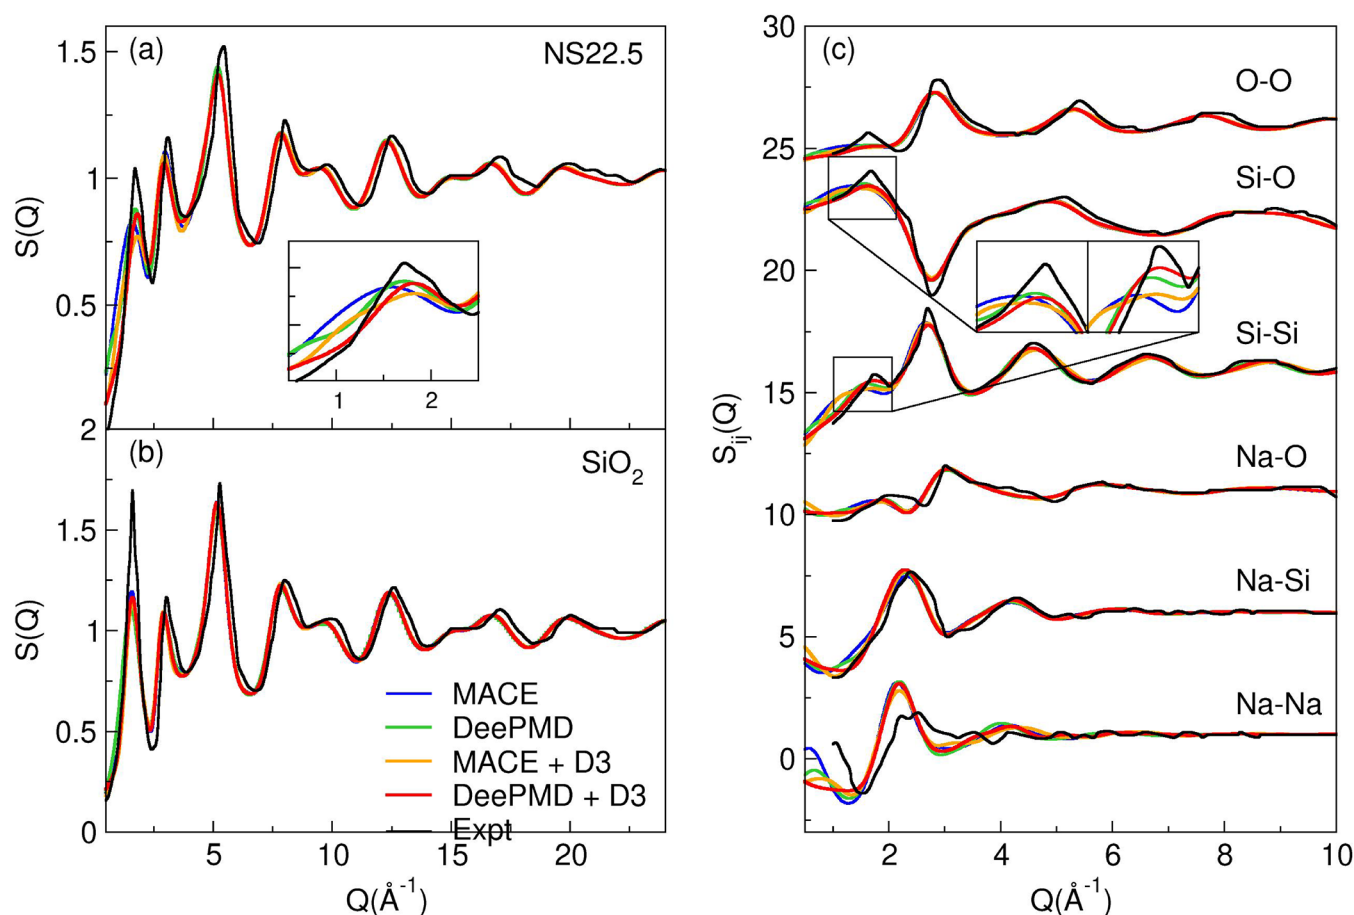 (a)
NS22.5
1.5
1
0.5
2
S(Q)
1
2
(b)
SiO2
1.5
1
0.5
0
S(Q)
MACE
DeePMD
MACE + D3
DeePMD + D3
Expt
5
10
15
20
Q(Å-1)
(c)
30
25
20
15
10
5
0
Sij(Q)
O-O
Si-O
Si-Si
Na-O
Na-Si
Na-Na
2
4
6
8
10
Q(Å-1)